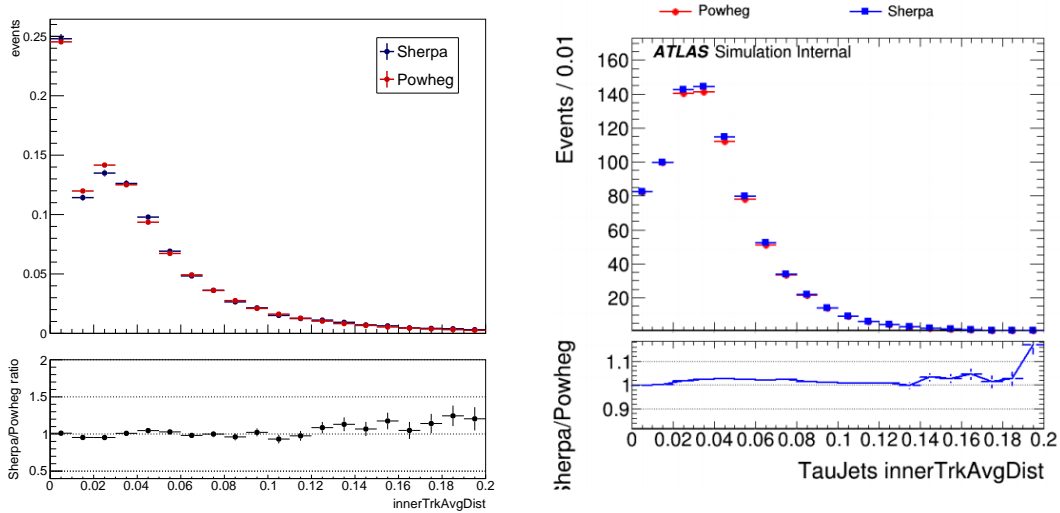 events
0.25
0.2
0.15
0.1
0.05
0
Sherpa
Powheg
Sherpa/Powheg ratio
2
1.5
1
0.5
0 0.02 0.04 0.06 0.08 0.1 0.12 0.14 0.16 0.18 0.2
innerTrkAvgDist
Powheg Sherpa
ATLAS Simulation Internal
Events / 0.01
160
140
120
100
80
60
40
20
Sherpa/Powheg
1.1
1
0.9
0 0.02 0.04 0.06 0.08 0.1 0.12 0.14 0.16 0.18 0.2
TauJets innerTrkAvgDist